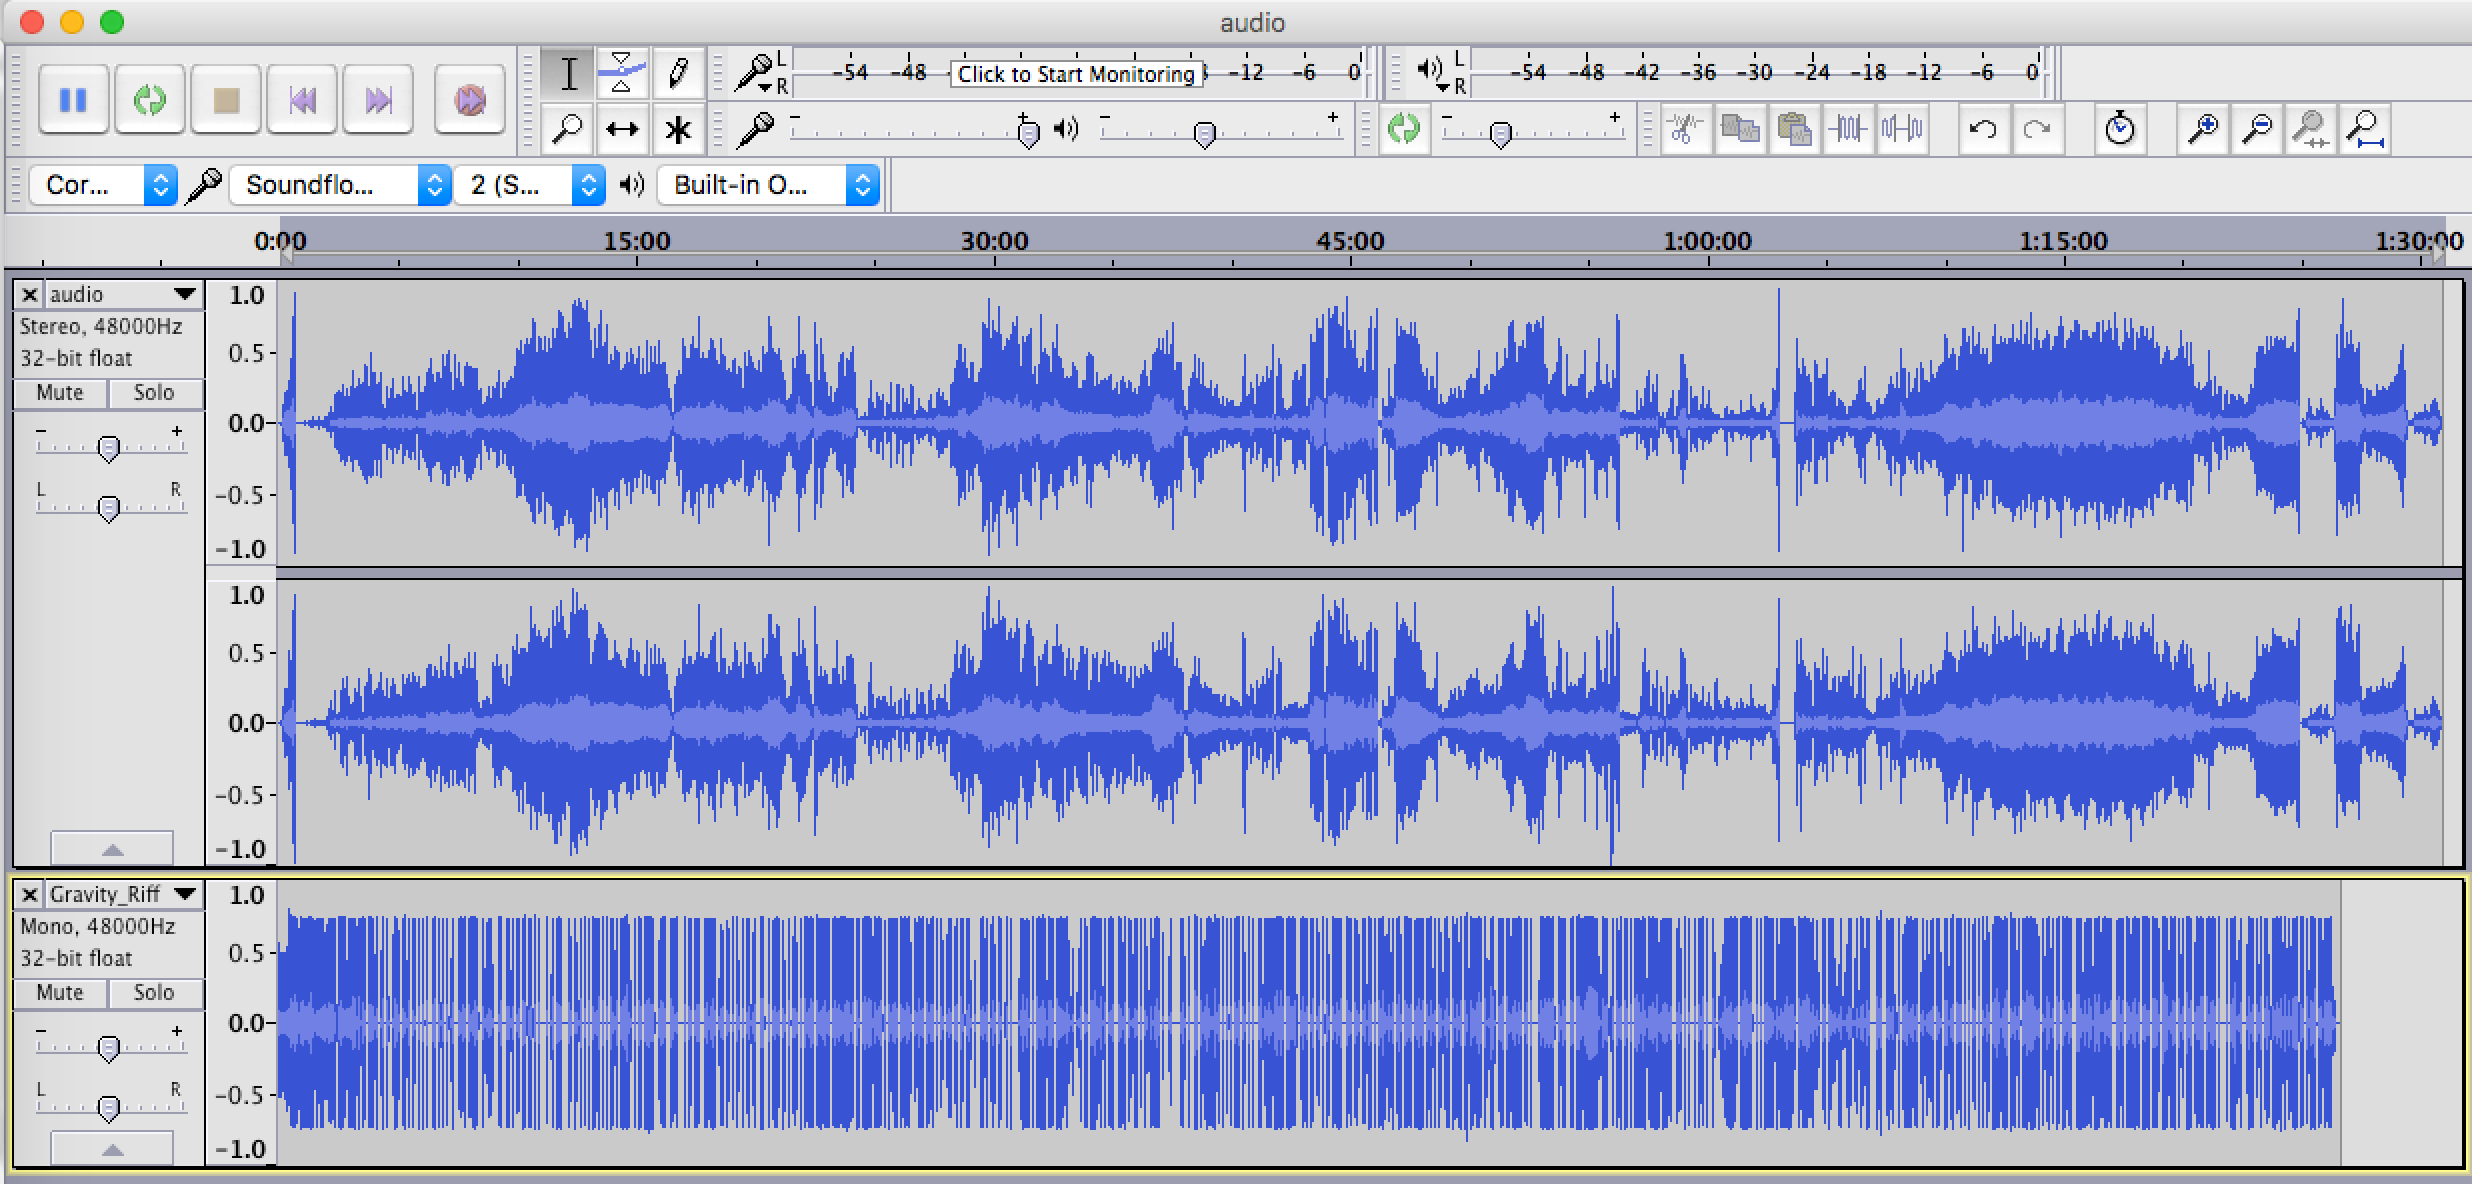 audio
L
R
-54 -48 - Click to Start Monitoring -12 -6 0
L
R
-54 -48 -42 -36 -30 -24 -18 -12 -6 0
- + - + - +
Cor... Soundflo... 2 (S... Built-in O...
0:00 15:00 30:00 45:00 1:00:00 1:15:00 1:30:00
x audio
Stereo, 48000Hz
32-bit float
Mute Solo
- +
L R
1.0
0.5-
0.0-
-0.5-
-1.0
1.0
0.5-
0.0-
-0.5-
-1.0
x Gravity_Riff
Mono, 48000Hz
32-bit float
Mute Solo
- +
L R
1.0
0.5-
0.0-
-0.5-
-1.0